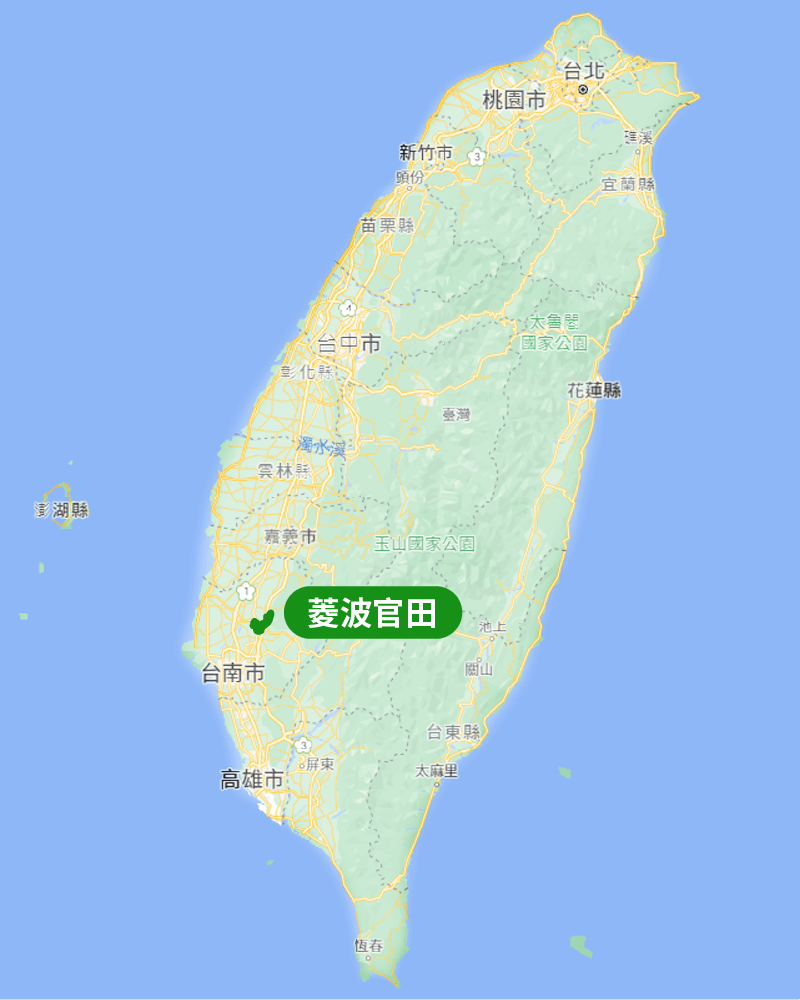 台北
桃園市
礁溪
新竹市
3
頭份
宜蘭縣
苗栗縣
4
太魯閣
國家公園
台中市
彰化縣
花蓮縣
臺灣
濁水溪
雲林縣
澎湖縣
嘉義市
玉山國家公園
1
菱波官田
池上
關山
台南市
台東縣
3
屏東
太麻里
高雄市
恆春